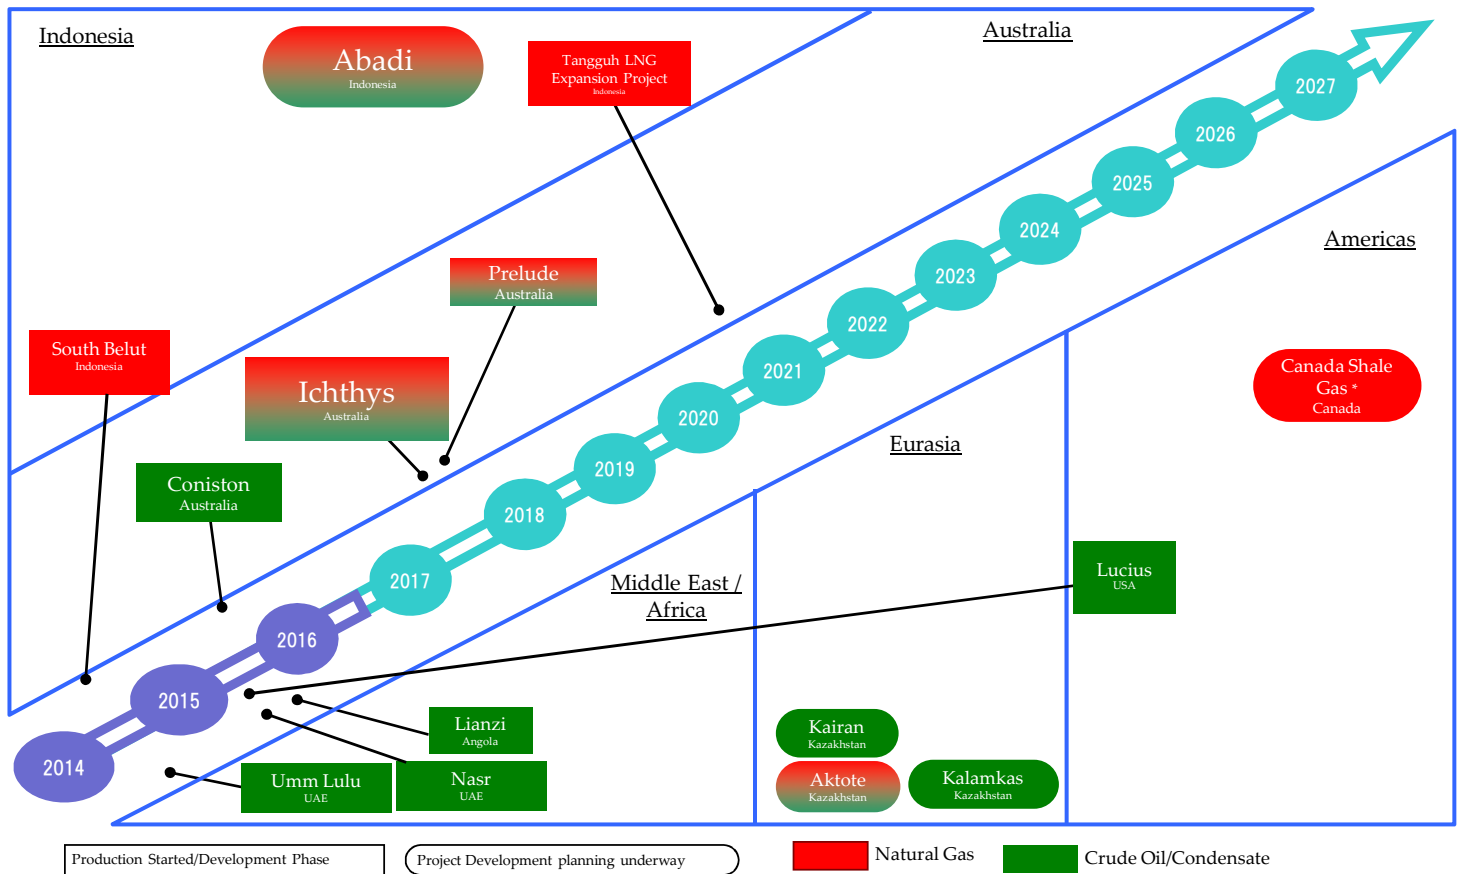 Indonesia
Abadi
Indonesia
Tangguh LNG
Expansion Project
Indonesia
Australia
2027
2026
2025
2024
2023
2022
2021
2020
2019
2018
2017
2016
2015
2014
Americas
Prelude
Australia
South Belut
Indonesia
Ichthys
Australia
Canada Shale
Gas *
Canada
Eurasia
Coniston
Australia
Middle East /
Africa
Lucius
USA
Lianzi
Angola
Kairan
Kazakhstan
Umm Lulu
UAE
Nasr
UAE
Aktote
Kazakhstan
Kalamkas
Kazakhstan
Production Started/Development Phase
Project Development planning underway
Natural Gas
Crude Oil/Condensate